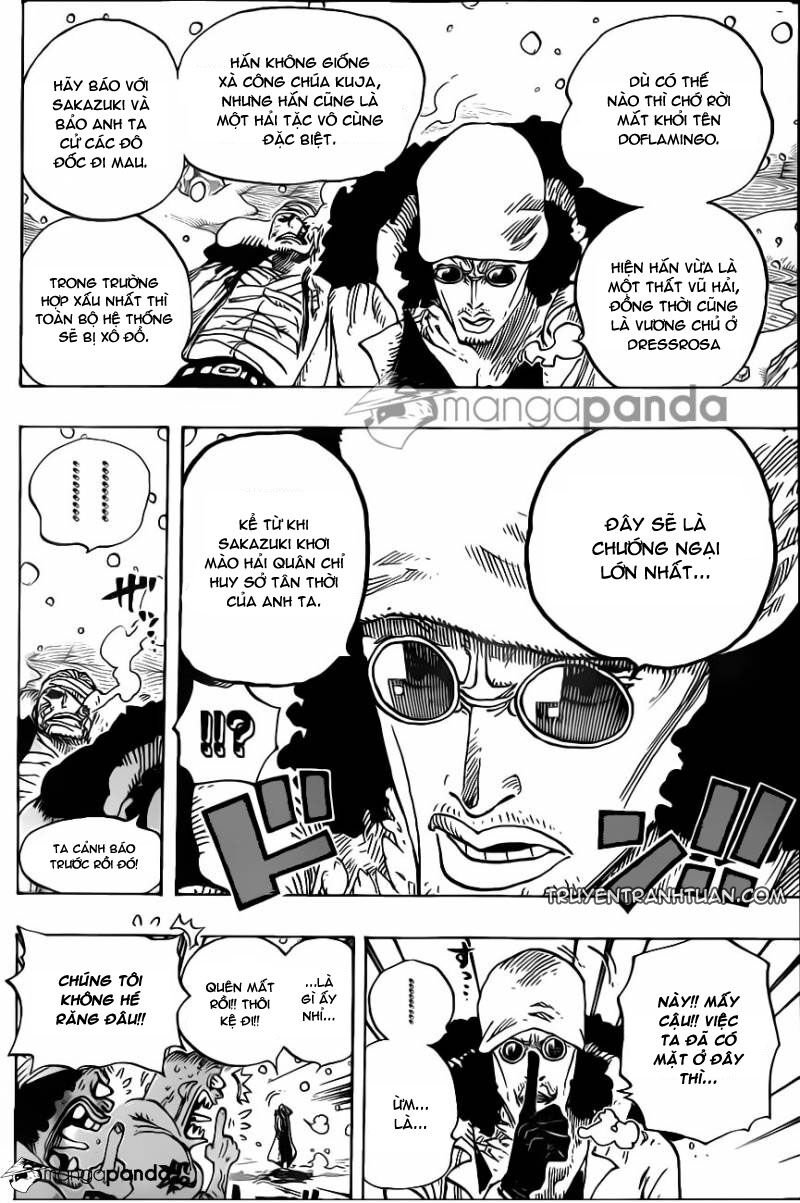 DÙ CÓ THẾ
NÀO THÌ CHỚ RỜI
MẮT KHỎI TÊN
DOFLAMINGO.
HẮN KHÔNG GIỐNG
XÀ CÔNG CHÚA KUJA,
NHƯNG HẮN CŨNG LÀ
MỘT HẢI TẶC VÔ CÙNG
ĐẶC BIỆT.
HÃY BÁO VỚI
SAKAZUKI VÀ
BẢO ANH TA
CỬ CÁC ĐÔ
ĐỐC ĐI MAU.
HIỆN HẮN VỪA LÀ
MỘT THẤT VŨ HẢI,
ĐỒNG THỜI CŨNG
LÀ VƯƠNG CHỦ Ở
DRESSROSA
TRONG TRƯỜNG
HỢP XẤU NHẤT THÌ
TOÀN BỘ HỆ THỐNG
SẼ BỊ XÔ ĐỔ.
mangapanda
ĐÂY SẼ LÀ
CHƯỚNG NGẠI
LỚN NHẤT...
KỂ TỪ KHI
SAKAZUKI KHƠI
MÀO HẢI QUÂN CHỈ
HUY SỞ TÂN THỜI
CỦA ANH TA.
!!?
ドンッ!!
TRUYENTRANHTUAN.COM
TA CẢNH BÁO
TRƯỚC RỒI ĐÓ!
NÀY!! MẤY
CẬU!! VIỆC
TA ĐÃ CÓ
MẶT Ở ĐÂY
THÌ...
ỪM...
LÀ...
...LÀ
GÌ ẤY
NHỈ...
QUÊN MẤT
RỒI!! THÔI
KỆ ĐI!!
CHÚNG TÔI
KHÔNG HỀ
RĂNG ĐÂU!!
mangapanda